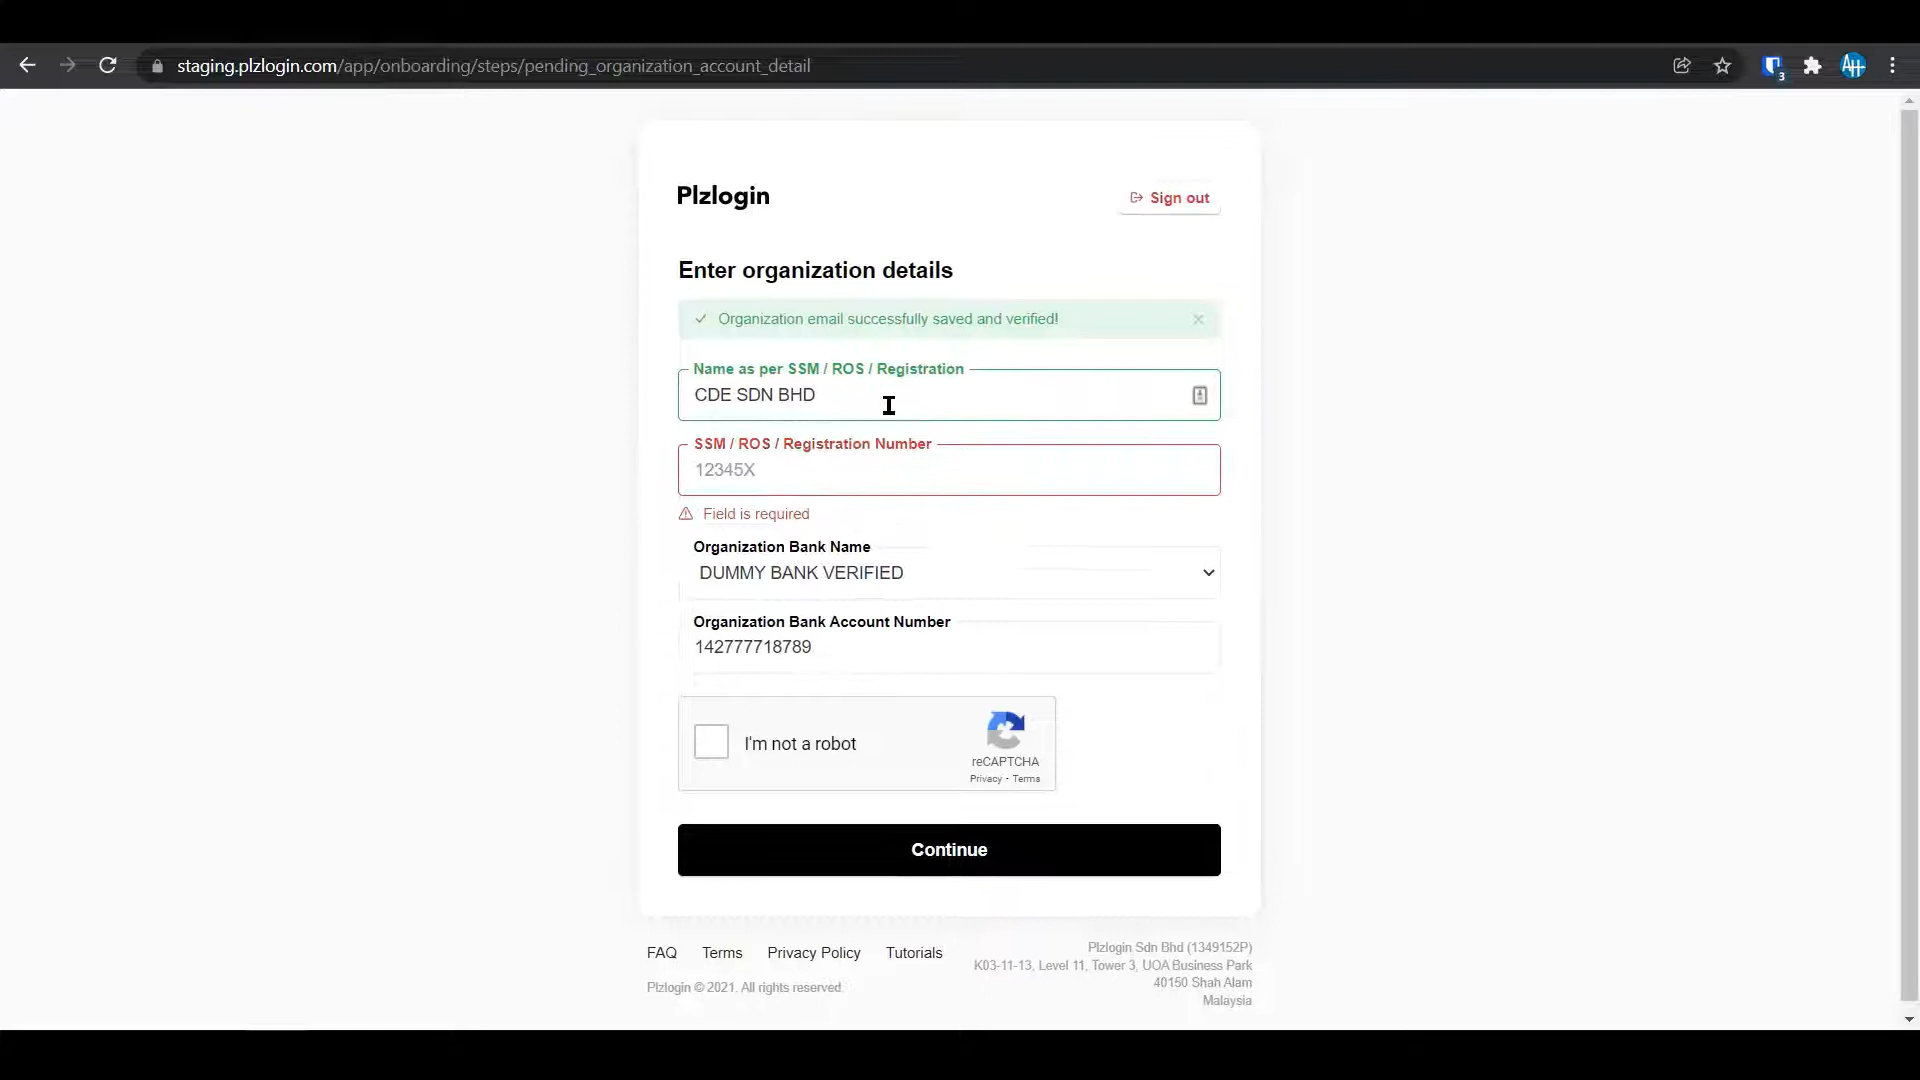 staging.plzlogin.com/app/onboarding/steps/pending_organization_account_detail
3
AH
Plzlogin
Sign out
Enter organization details
Organization email successfully saved and verified!
Name as per SSM / ROS / Registration
CDE SDN BHD
SSM / ROS / Registration Number
12345X
Field is required
Organization Bank Name
DUMMY BANK VERIFIED
Organization Bank Account Number
142777718789
I'm not a robot
reCAPTCHA
Privacy - Terms
Continue
FAQ Terms Privacy Policy Tutorials
Plzlogin © 2021. All rights reserved.
Plzlogin Sdn Bhd (1349152P)
K03-11-13, Level 11, Tower 3, UOA Business Park
40150 Shah Alam
Malaysia